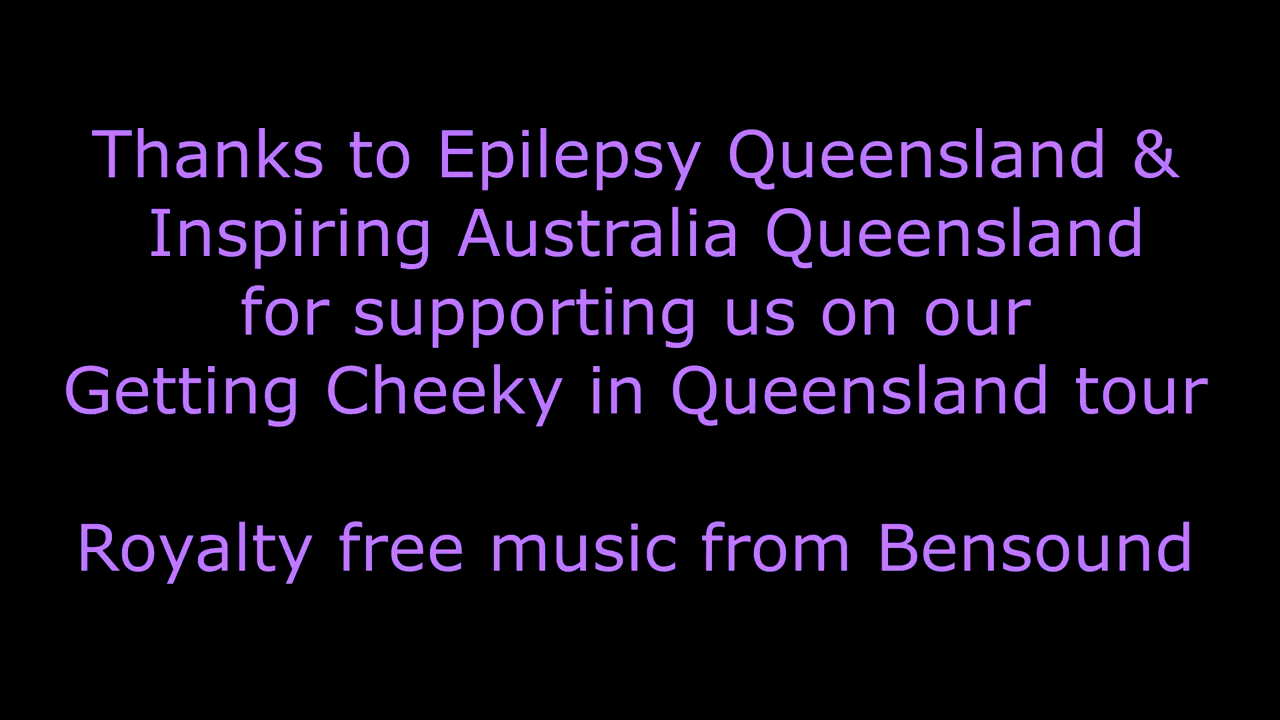 Thanks to Epilepsy Queensland &
Inspiring Australia Queensland
for supporting us on our
Getting Cheeky in Queensland tour
Royalty free music from Bensound